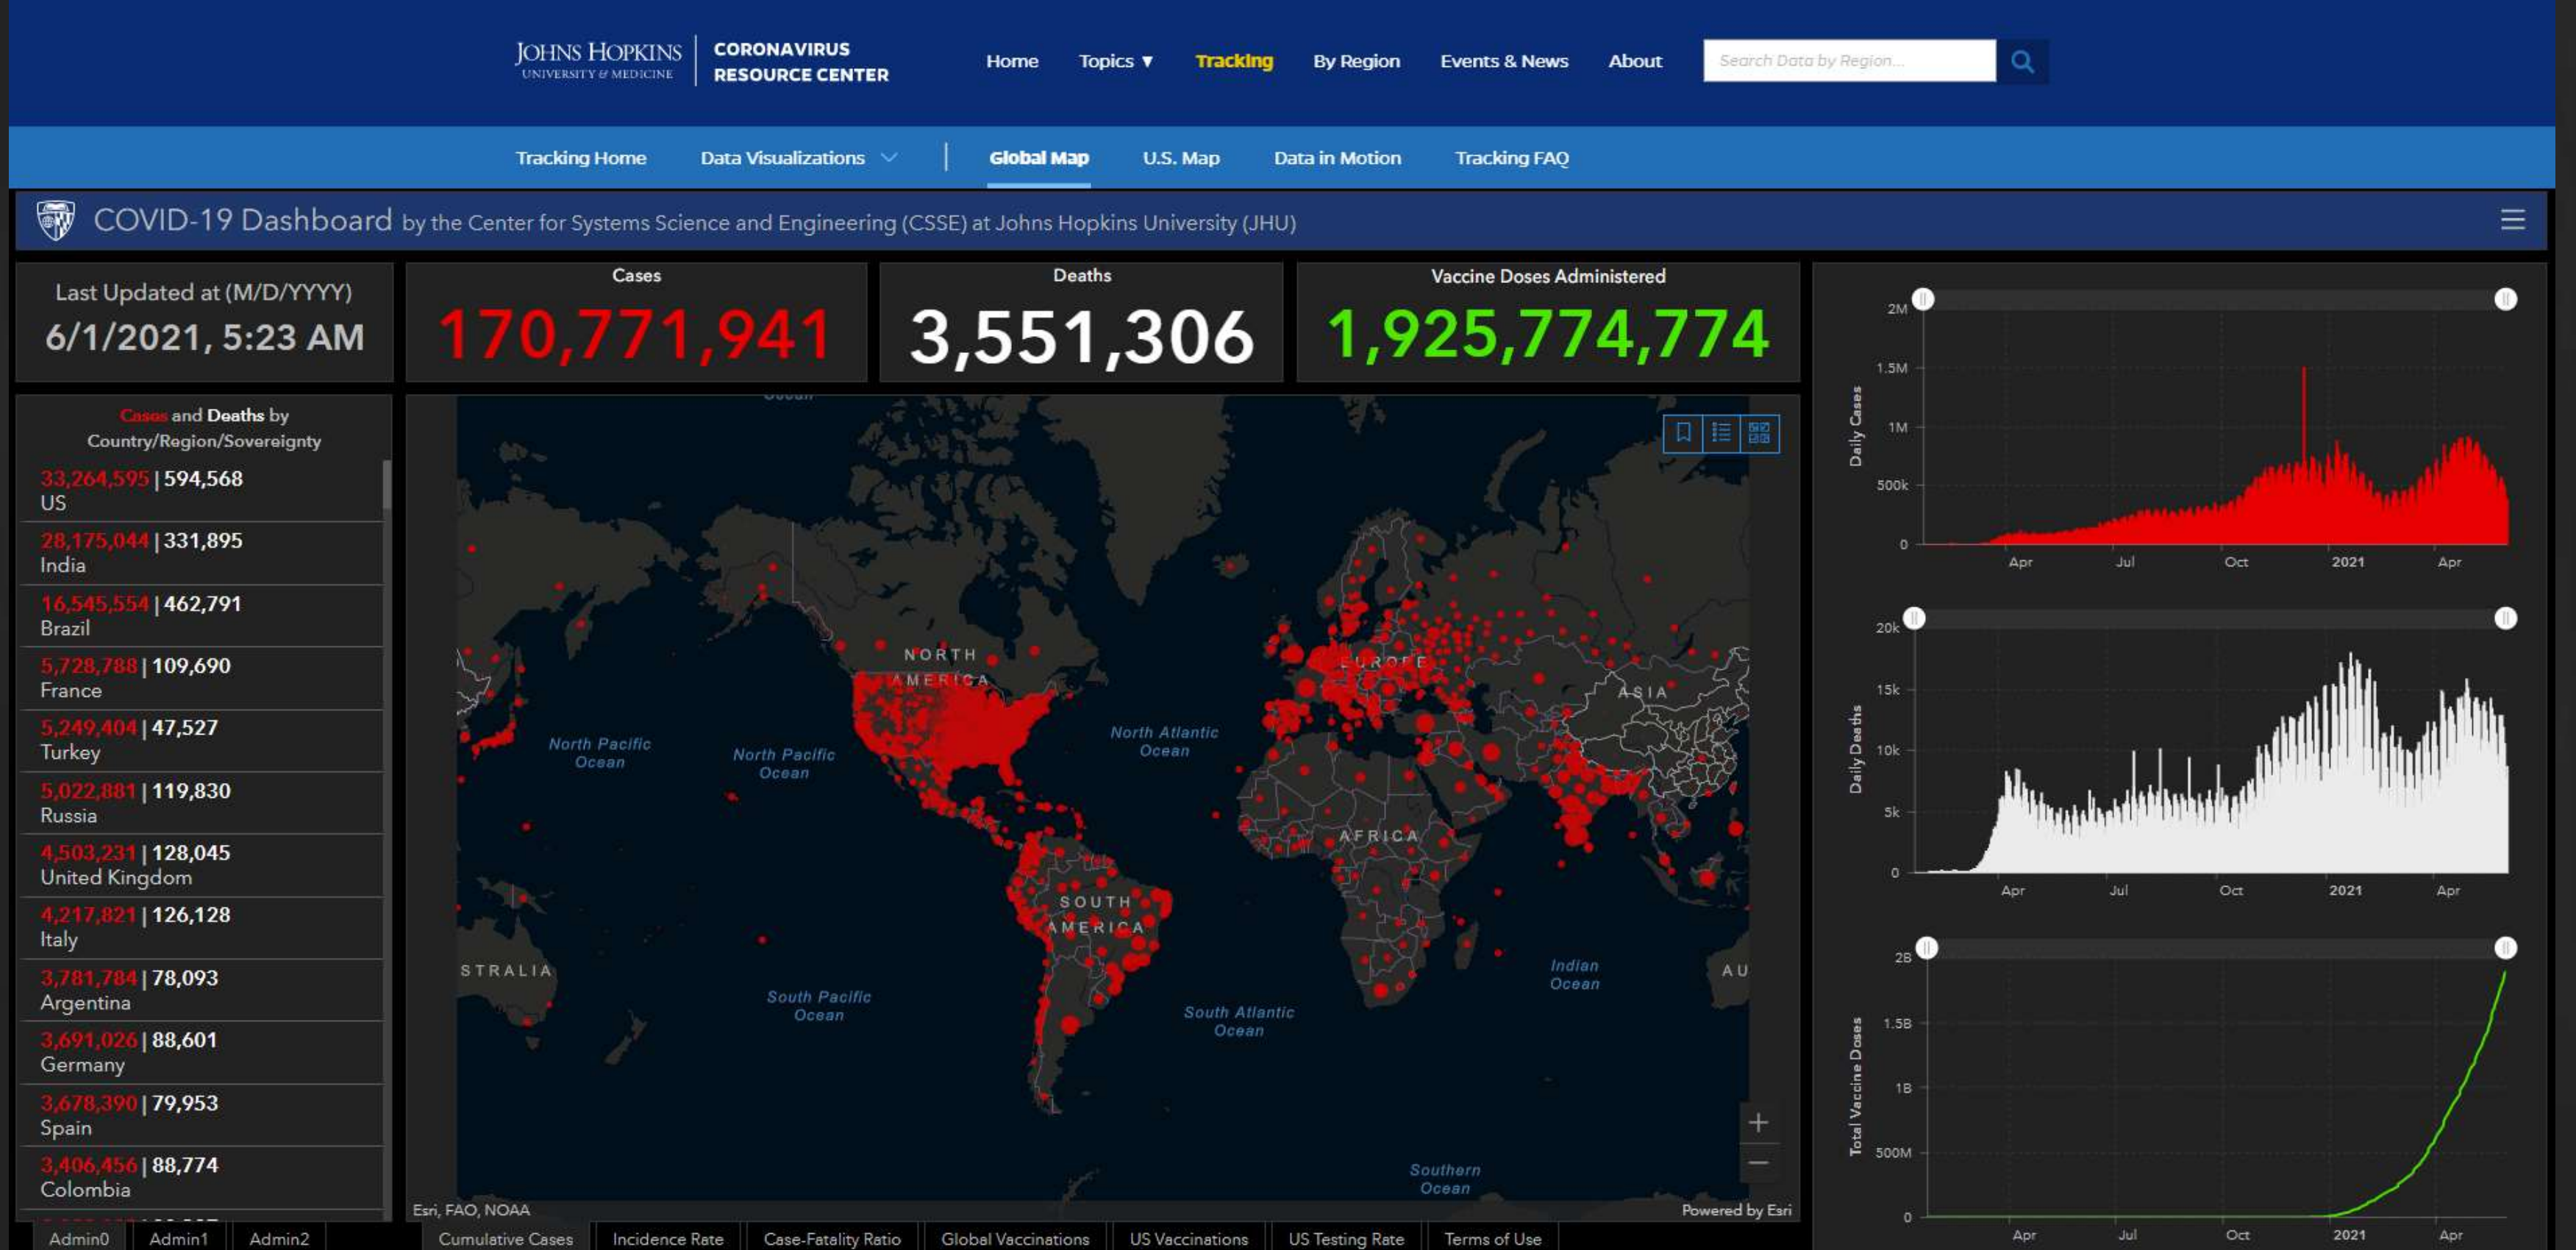 JOHNS HOPKINS
UNIVERSITY & MEDICINE
CORONAVIRUS
RESOURCE CENTER
Home Topics ▼ Tracking By Region Events & News About
Search Data by Region...
Tracking Home Data Visualizations Global Map U.S. Map Data in Motion Tracking FAQ
COVID-19 Dashboard by the Center for Systems Science and Engineering (CSSE) at Johns Hopkins University (JHU)
Last Updated at (M/D/YYYY)
6/1/2021, 5:23 AM
Cases
170,771,941
Deaths
3,551,306
Vaccine Doses Administered
1,925,774,774
Cases and Deaths by
Country/Region/Sovereignty
33,264,595 | 594,568
US
28,175,044 | 331,895
India
16,545,554 | 462,791
Brazil
5,728,788 | 109,690
France
5,249,404 | 47,527
Turkey
5,022,881 | 119,830
Russia
4,503,231 | 128,045
United Kingdom
4,217,821 | 126,128
Italy
3,781,784 | 78,093
Argentina
3,691,026 | 88,601
Germany
3,678,390 | 79,953
Spain
3,406,456 | 88,774
Colombia
Admin0 Admin1 Admin2
Ocean
NORTH
AMERICA
EUROPE
ASIA
North Pacific
Ocean
North Pacific
Ocean
North Atlantic
Ocean
AFRICA
SOUTH
AMERICA
STRALIA
AU
Indian
Ocean
South Pacific
Ocean
South Atlantic
Ocean
Southern
Ocean
+
−
Esri, FAO, NOAA
Powered by Esri
Cumulative Cases Incidence Rate Case-Fatality Ratio Global Vaccinations US Vaccinations US Testing Rate Terms of Use
Daily Cases
2M
1.5M
1M
500k
0
Apr Jul Oct 2021 Apr
Daily Deaths
20k
15k
10k
5k
0
Apr Jul Oct 2021 Apr
Total Vaccine Doses
2B
1.5B
1B
500M
0
Apr Jul Oct 2021 Apr